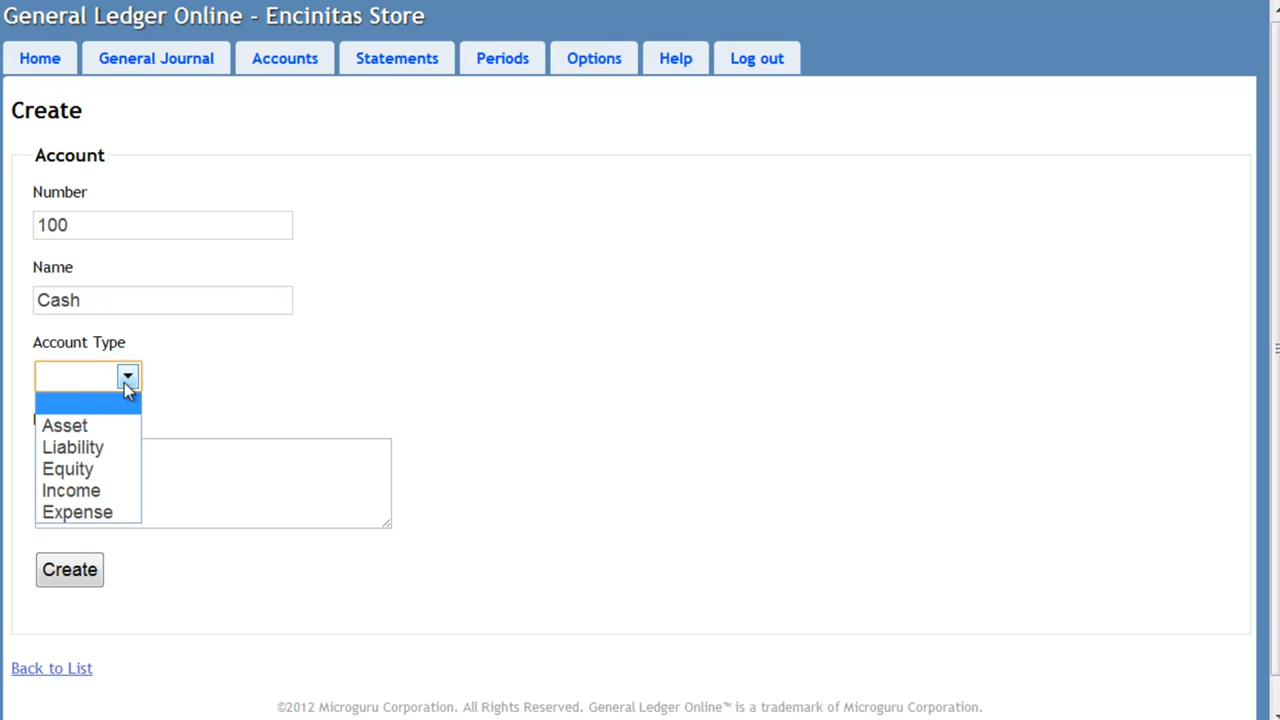 General Ledger Online - Encinitas Store
Home General Journal Accounts Statements Periods Options Help Log out
Create
Account
Number
100
Name
Cash
Account Type
Asset
Liability
Equity
Income
Expense
Create
Back to List
©2012 Microguru Corporation. All Rights Reserved. General Ledger Online™ is a trademark of Microguru Corporation.